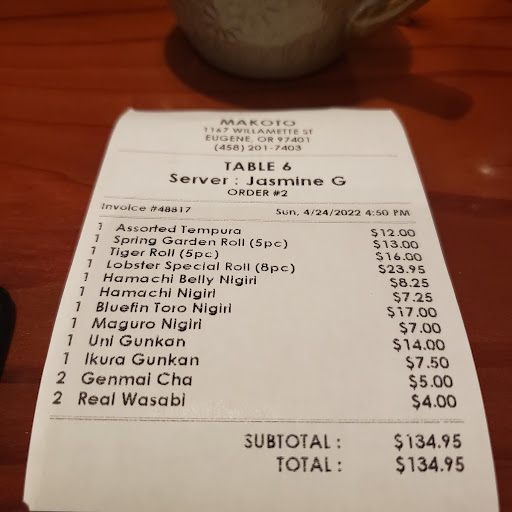 MAKOTO
1167 WILLAMETTE ST
EUGENE, OR 97401
(458) 201-7403
TABLE 6
Server : Jasmine G
ORDER #2
Invoice #48817 Sun, 4/24/2022 4:50 PM
1 Assorted Tempura $12.00
1 Spring Garden Roll (5pc) $13.00
1 Tiger Roll (5pc) $16.00
1 Lobster Special Roll (8pc) $23.95
1 Hamachi Belly Nigiri $8.25
1 Hamachi Nigiri $7.25
1 Bluefin Toro Nigiri $17.00
1 Maguro Nigiri $7.00
1 Uni Gunkan $14.00
1 Ikura Gunkan $7.50
2 Genmai Cha $5.00
2 Real Wasabi $4.00
SUBTOTAL : $134.95
TOTAL : $134.95